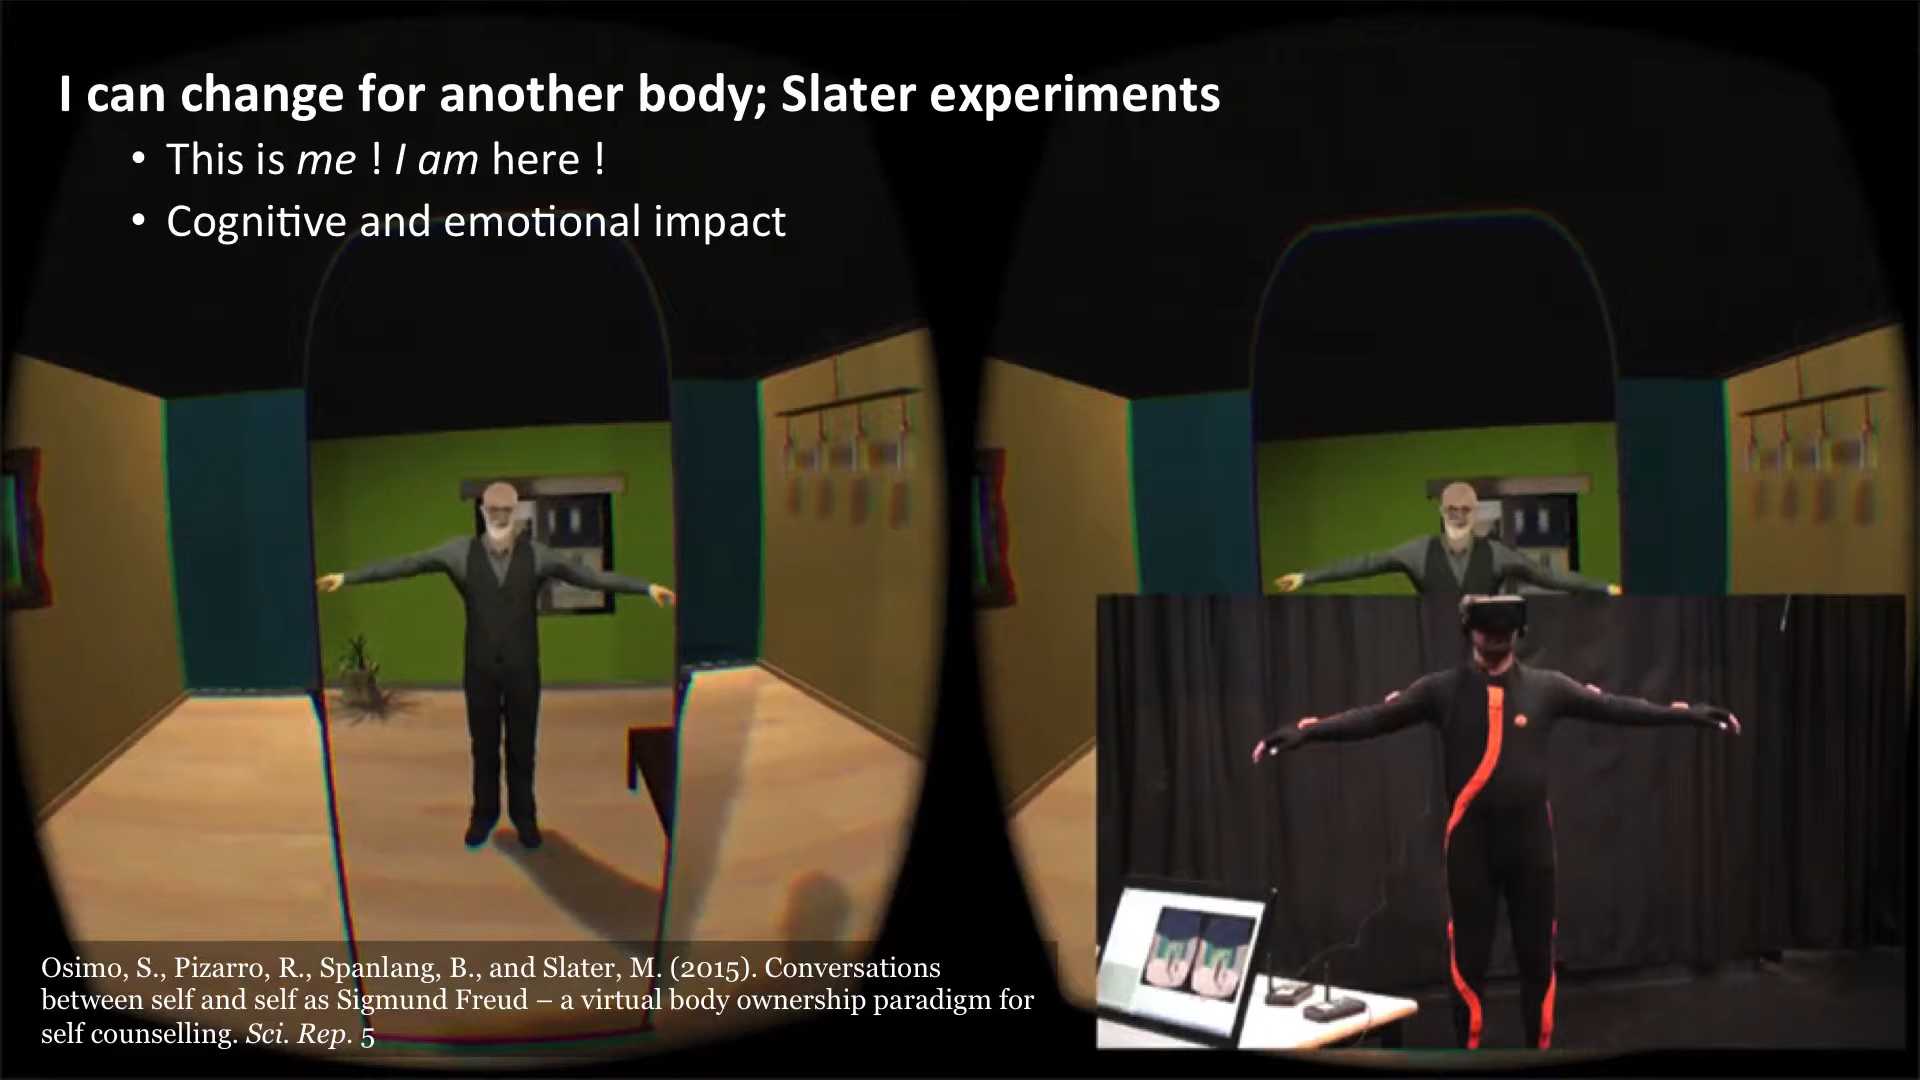 I can change for another body; Slater experiments
• This is me ! I am here !
• Cognitive and emotional impact
Osimo, S., Pizarro, R., Spanlang, B., and Slater, M. (2015). Conversations
between self and self as Sigmund Freud – a virtual body ownership paradigm for
self counselling. Sci. Rep. 5